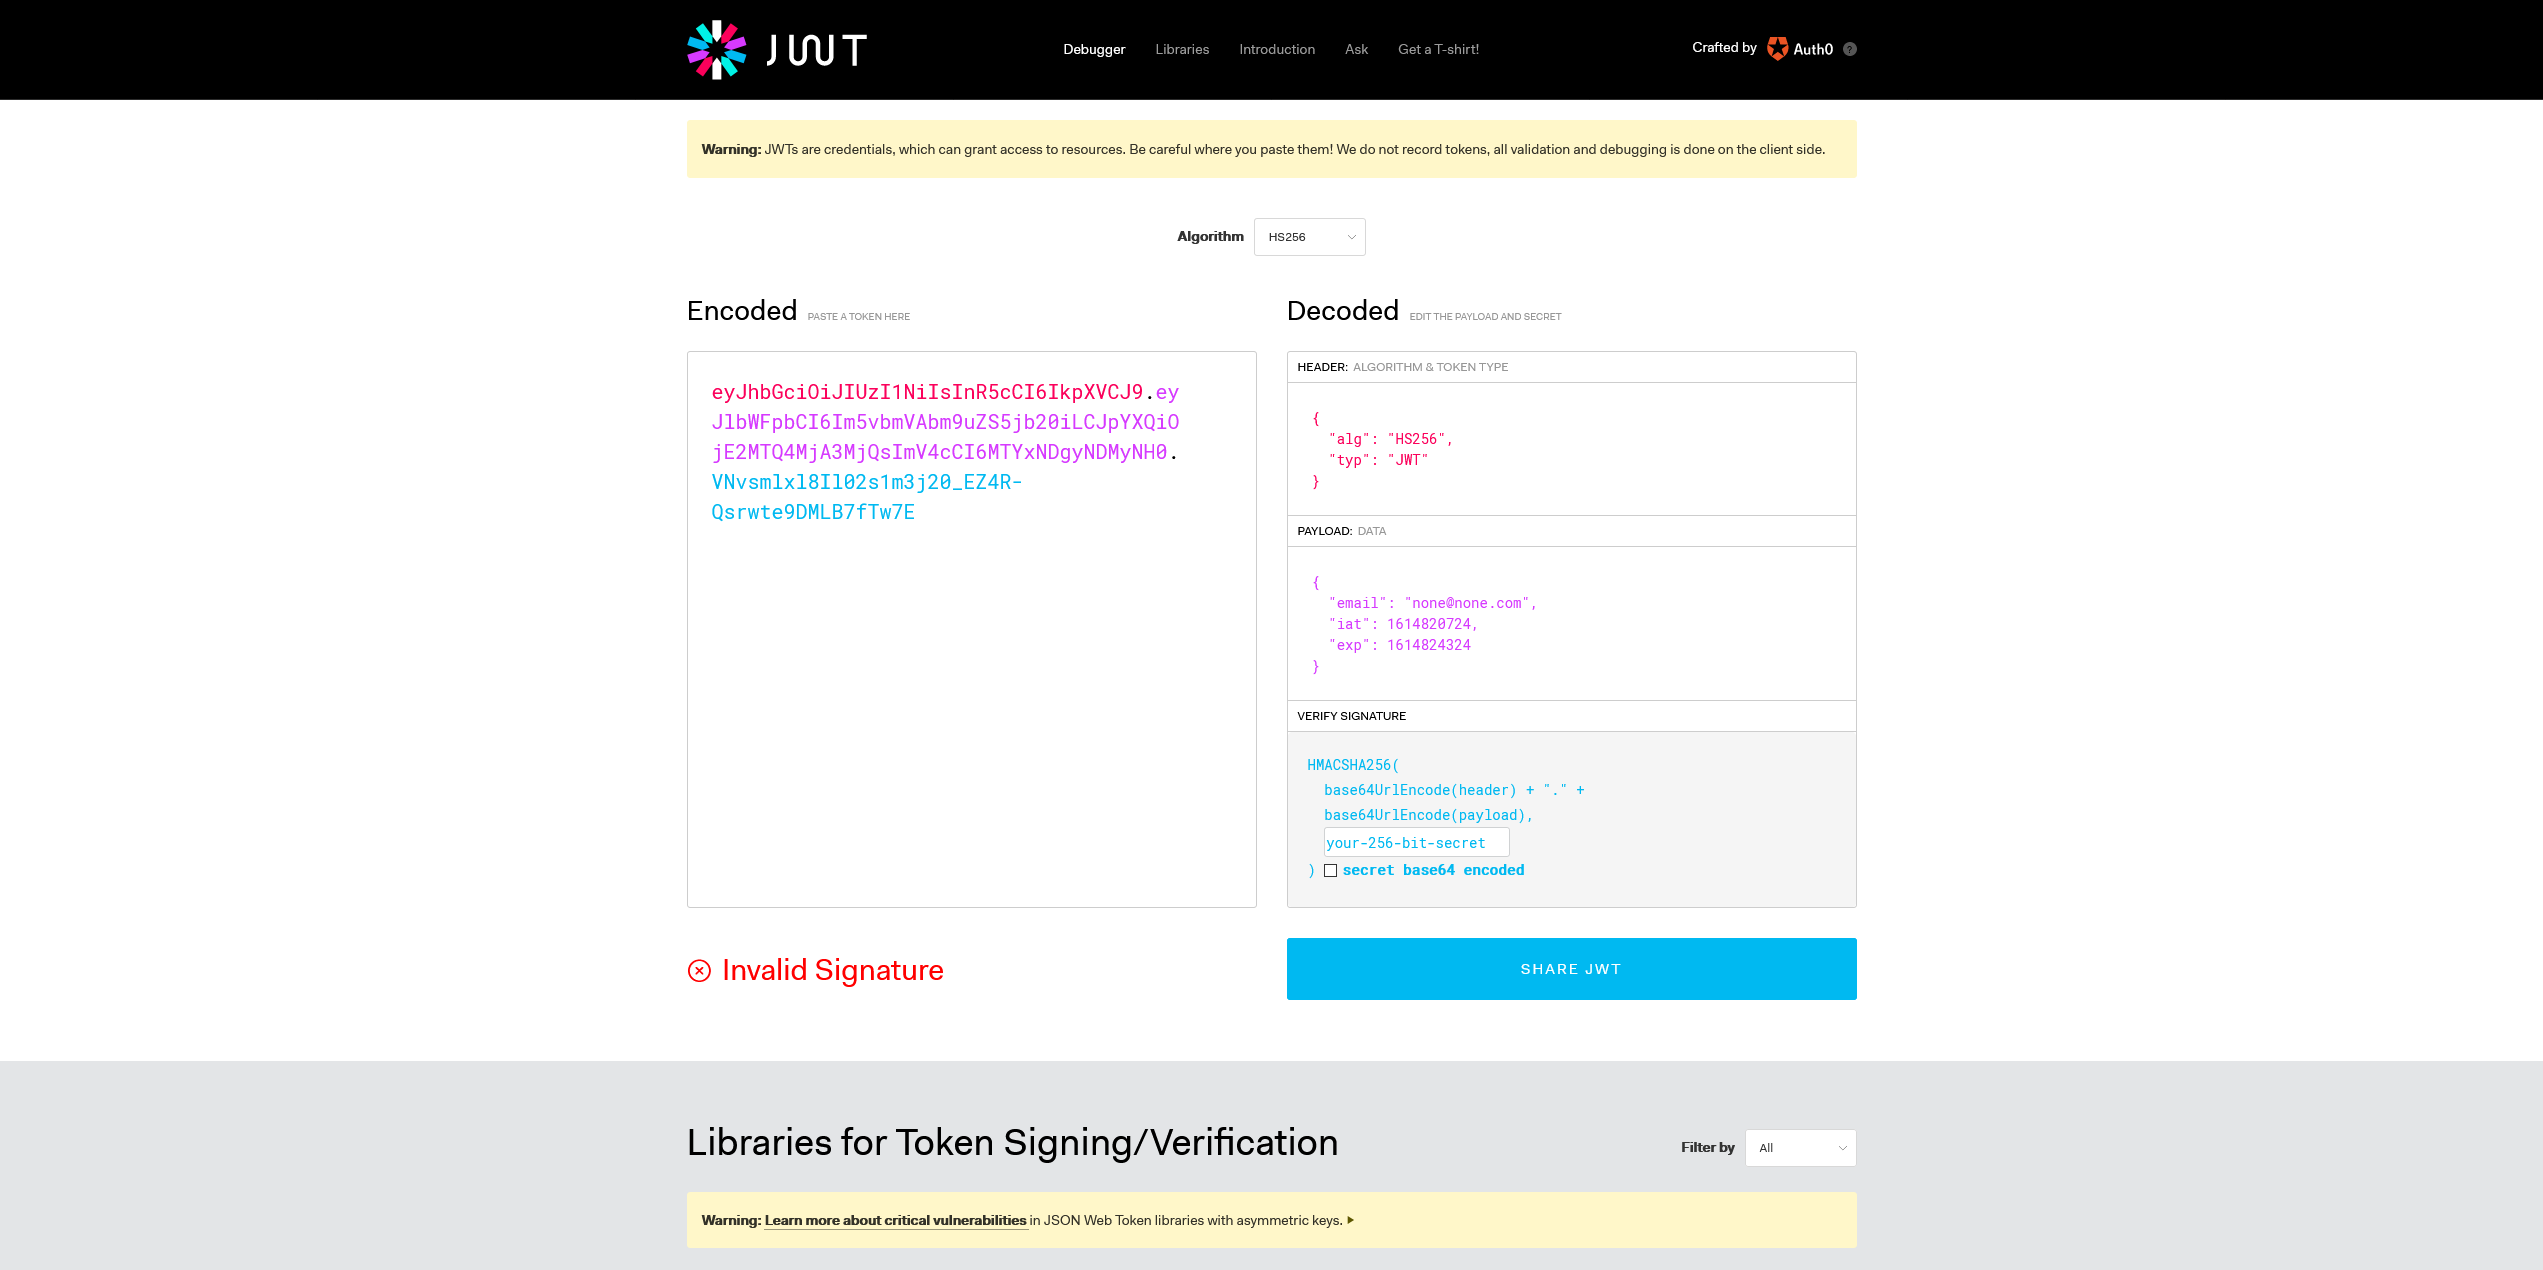 JWT
Debugger Libraries Introduction Ask Get a T-shirt!
Crafted by Auth0 ?
Warning: JWTs are credentials, which can grant access to resources. Be careful where you paste them! We do not record tokens, all validation and debugging is done on the client side.
Algorithm HS256
Encoded PASTE A TOKEN HERE
eyJhbGciOiJIUzI1NiIsInR5cCI6IkpXVCJ9.ey
JlbWFpbCI6Im5vbmVAbm9uZS5jb20iLCJpYXQiO
jE2MTQ4MjA3MjQsImV4cCI6MTYxNDgyNDMyNH0.
VNvsmlxl8Il02s1m3j20_EZ4R-
Qsrwte9DMLB7fTw7E
Decoded EDIT THE PAYLOAD AND SECRET
HEADER: ALGORITHM & TOKEN TYPE
{
"alg": "HS256",
"typ": "JWT"
}
PAYLOAD: DATA
{
"email": "none@none.com",
"iat": 1614820724,
"exp": 1614824324
}
VERIFY SIGNATURE
HMACSHA256(
base64UrlEncode(header) + "." +
base64UrlEncode(payload),
your-256-bit-secret
) secret base64 encoded
Invalid Signature
SHARE JWT
Libraries for Token Signing/Verification
Filter by All
Warning: Learn more about critical vulnerabilities in JSON Web Token libraries with asymmetric keys.